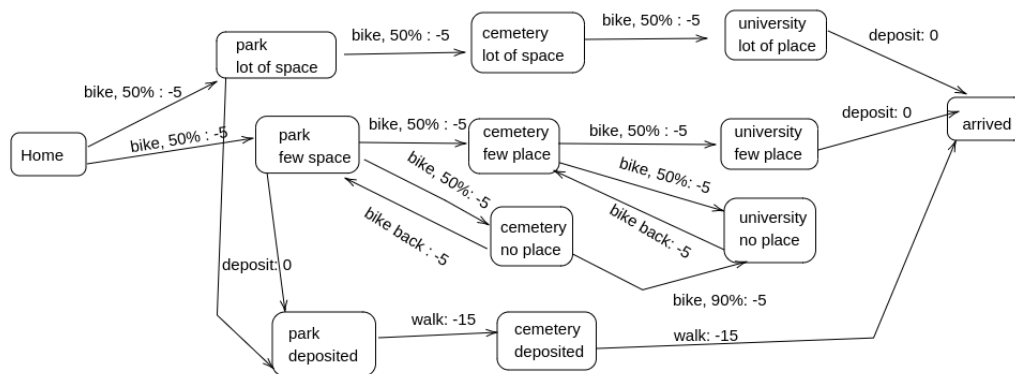 park
lot of space
bike, 50% : -5
cemetery
lot of space
bike, 50% : -5
university
lot of place
deposit: 0
bike, 50% : -5
Home
bike, 50% : -5
park
few space
bike, 50% : -5
cemetery
few place
bike, 50% : -5
university
few place
deposit: 0
arrived
bike, 50%: -5
bike back : -5
cemetery
no place
bike, 50%: -5
bike back: -5
university
no place
deposit: 0
bike, 90%: -5
park
deposited
walk: -15
cemetery
deposited
walk: -15